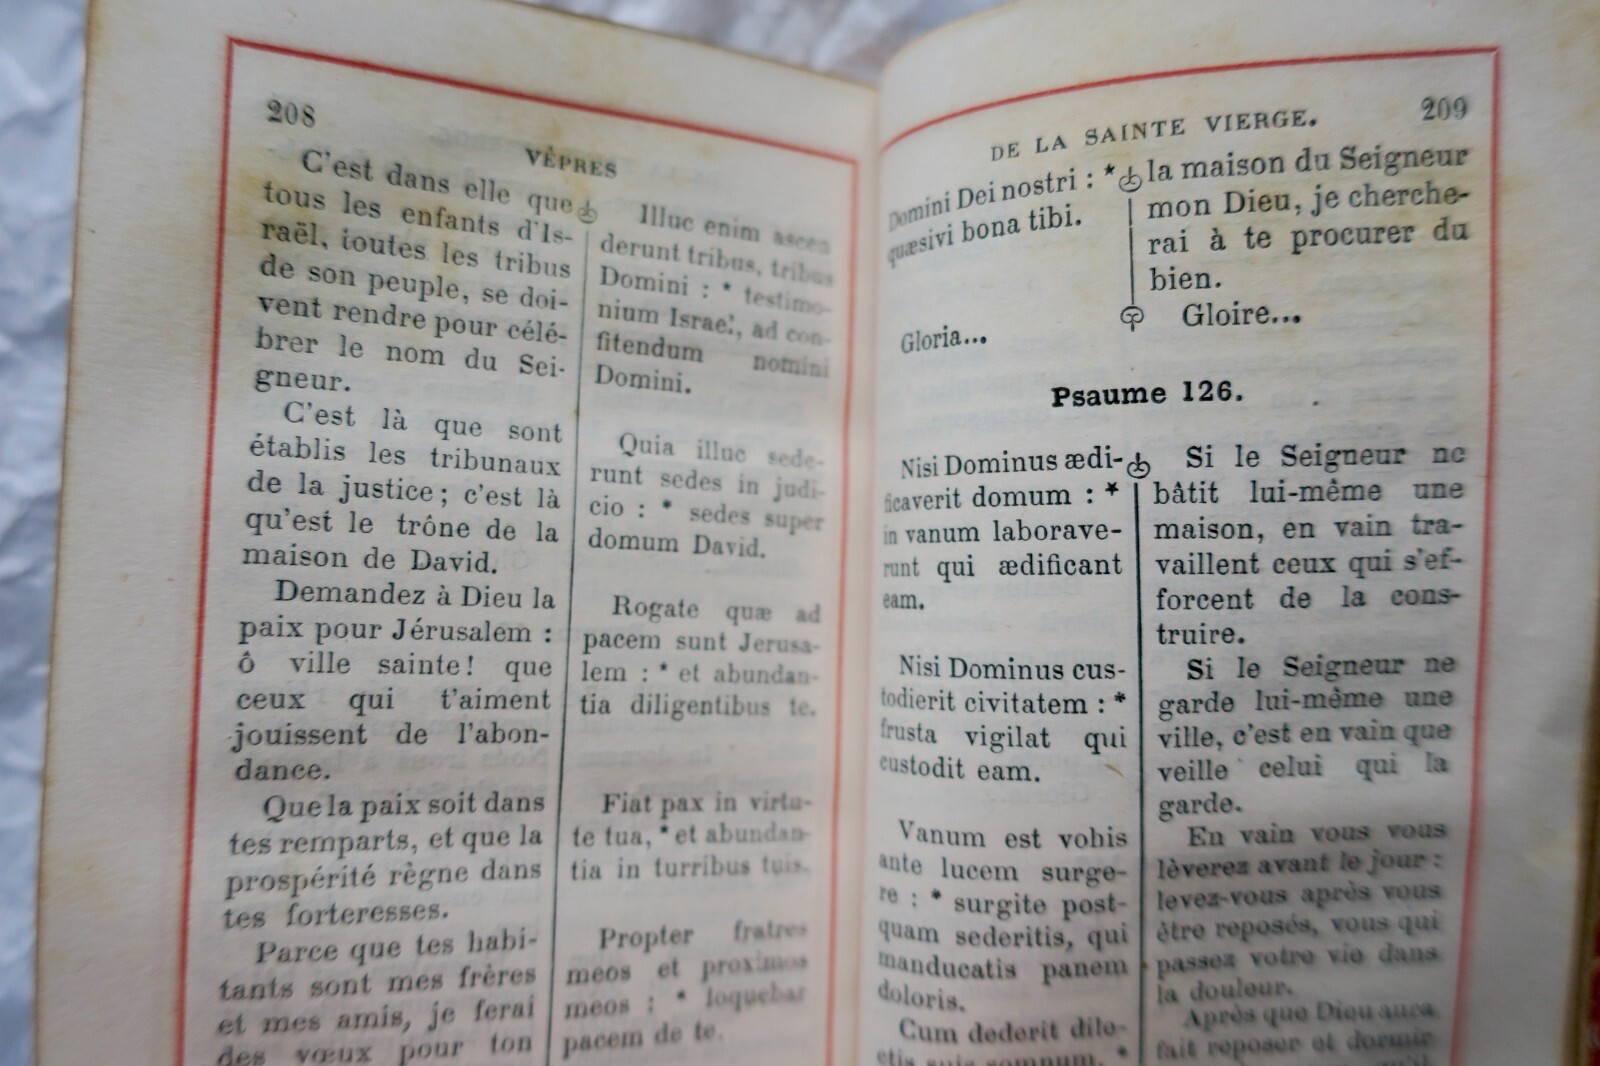 208
VÊPRES
C'est dans elle que
tous les enfants d'Is-
raël, toutes les tribus
de son peuple, se doi-
vent rendre pour célé-
brer le nom du Sei-
gneur.
C'est là que sont
établis les tribunaux
de la justice; c'est là
qu'est le trône de la
maison de David.
Demandez à Dieu la
paix pour Jérusalem :
ô ville sainte! que
ceux qui t'aiment
jouissent de l'abon-
dance.
Que la paix soit dans
tes remparts, et que la
prospérité règne dans
tes forteresses.
Parce que tes habi-
tants sont mes frères
et mes amis, je ferai
des vœux pour ton
Illuc enim ascen
derunt tribus, tribus
Domini : * testimo-
nium Israel, ad con-
fitendum nomini
Domini.
Quia illuc sede-
runt sedes in judi-
cio : * sedes super
domum David.
Rogate quæ ad
pacem sunt Jerusa-
lem : * et abundan-
tia diligentibus te.
Fiat pax in virtu-
te tua, * et abundan-
tia in turribus tuis.
Propter fratres
meos et proximos
meos : * loquebar
pacem de te.
DE LA SAINTE VIERGE.
209
Domini Dei nostri : *
quæsivi bona tibi.
Gloria...
la maison du Seigneur
mon Dieu, je cherche-
rai à te procurer du
bien.
Gloire...
Psaume 126.
Nisi Dominus ædi-
ficaverit domum : *
in vanum laborave-
runt qui ædificant
eam.
Nisi Dominus cus-
todierit civitatem : *
frusta vigilat qui
custodit eam.
Vanum est vobis
ante lucem surge-
re : * surgite post-
quam sederitis, qui
manducatis panem
doloris.
Cum dederit dile-
ctis suis somnum, *
Si le Seigneur ne
bâtit lui-même une
maison, en vain tra-
vaillent ceux qui s'ef-
forcent de la cons-
truire.
Si le Seigneur ne
garde lui-même une
ville, c'est en vain que
veille celui qui la
garde.
En vain vous vous
lèverez avant le jour :
levez-vous après vous
être reposés, vous qui
passez votre vie dans
la douleur.
Après que Dieu aura
fait reposer et dormir